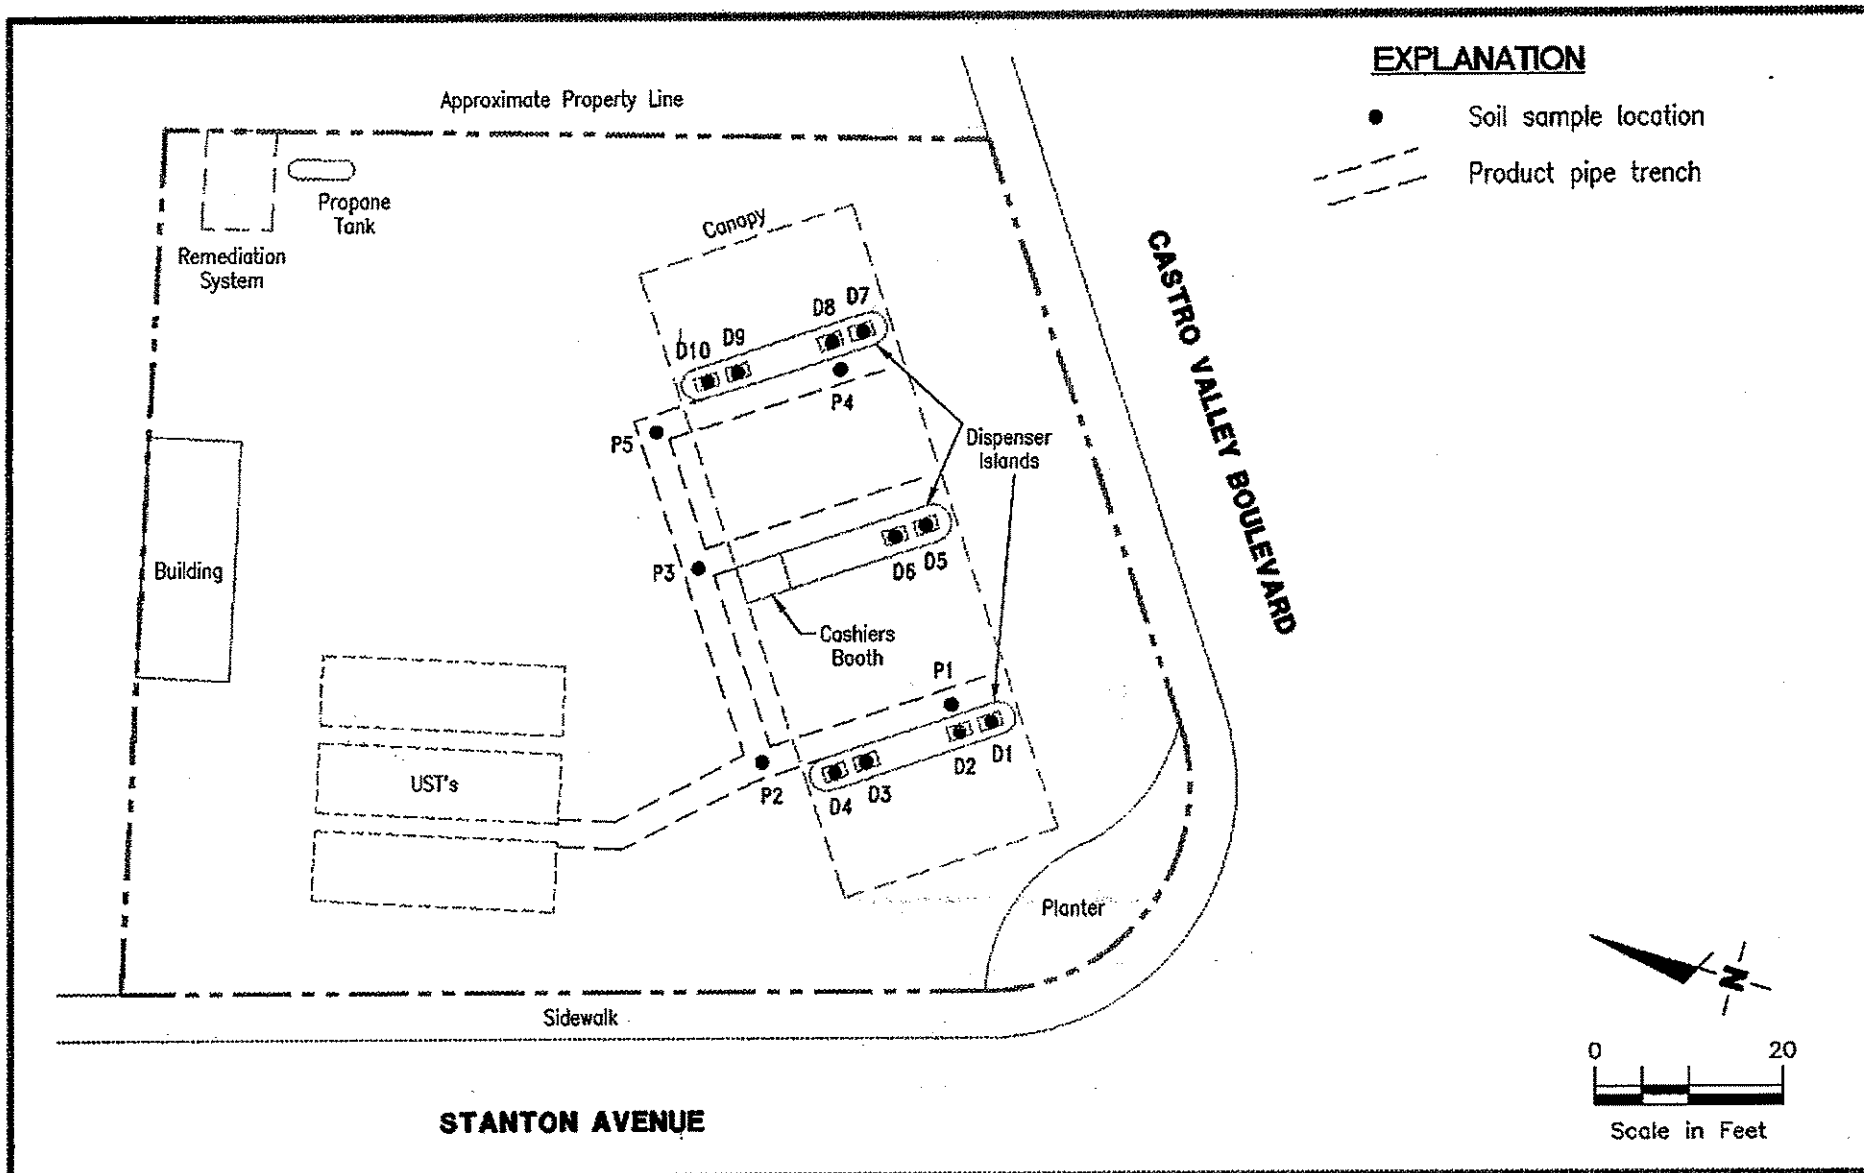 EXPLANATION
Soil sample location
Product pipe trench
Approximate Property Line
Propane
Tank
Remediation
System
Canopy
D7
D8
D9
D10
P4
P5
Dispenser
Islands
CASTRO VALLEY BOULEVARD
D5
D6
P3
Building
Cashiers
Booth
P1
D1
D2
D3
D4
P2
UST's
Planter
Sidewalk
STANTON AVENUE
N
0 20
Scale in Feet